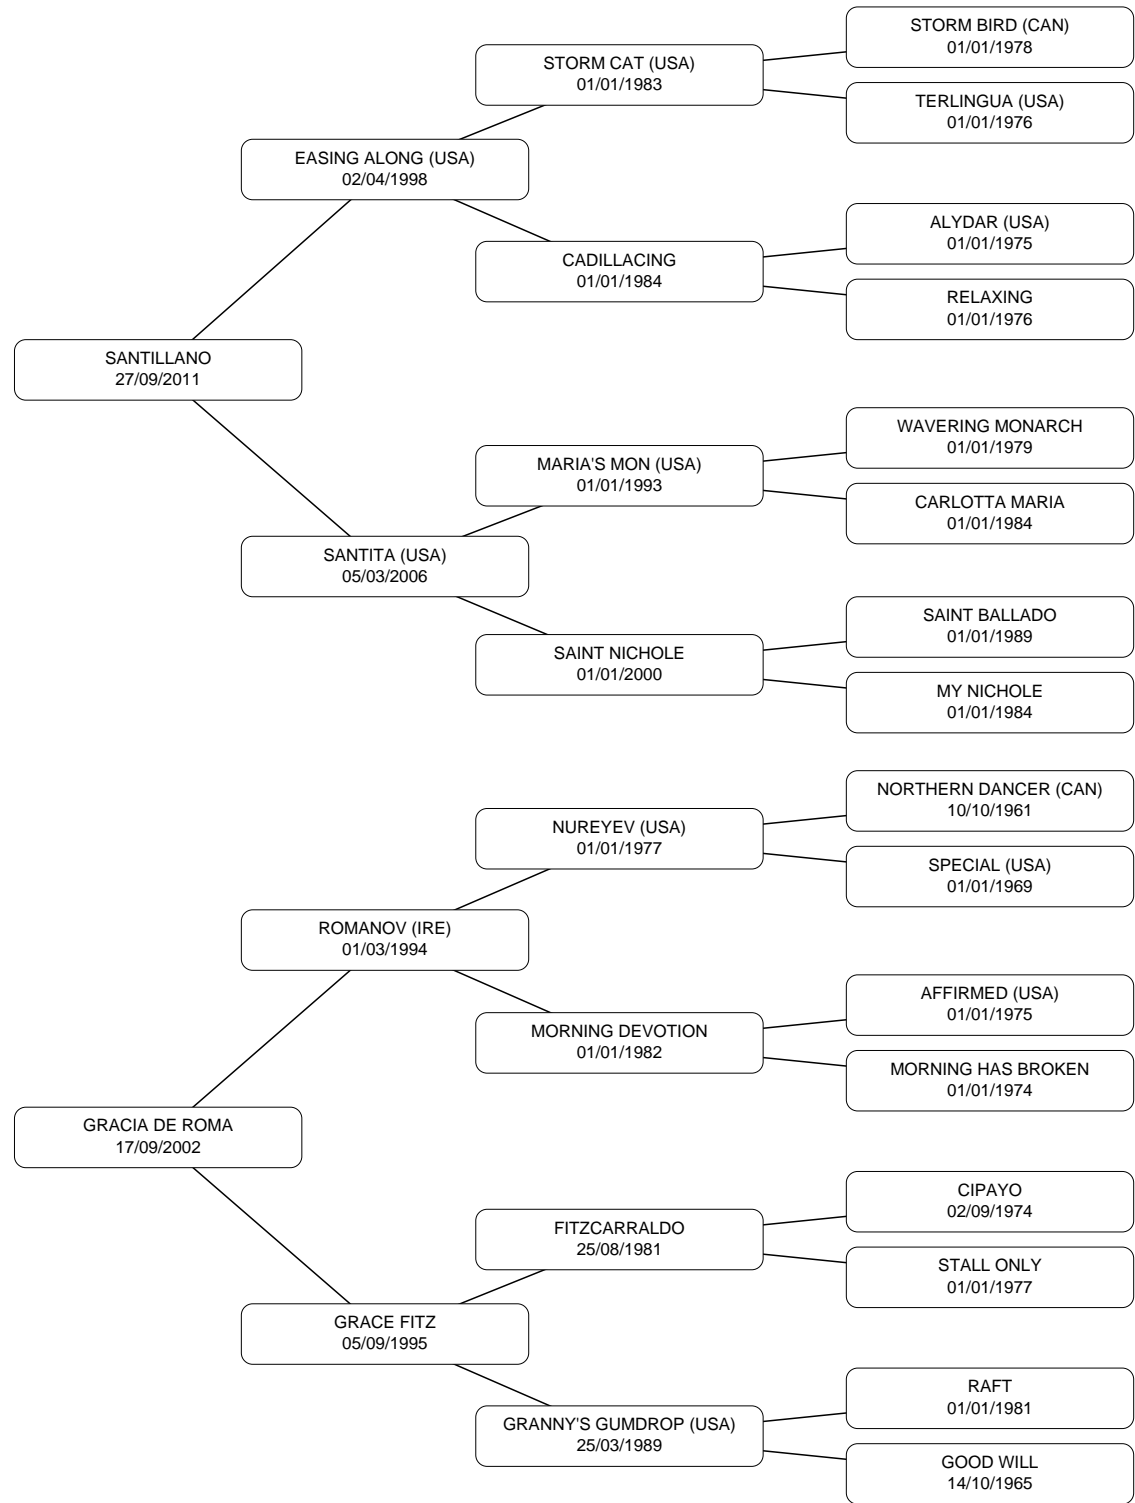 STORM BIRD (CAN)
01/01/1978
STORM CAT (USA)
01/01/1983
TERLINGUA (USA)
01/01/1976
EASING ALONG (USA)
02/04/1998
ALYDAR (USA)
01/01/1975
CADILLACING
01/01/1984
RELAXING
01/01/1976
SANTILLANO
27/09/2011
WAVERING MONARCH
01/01/1979
MARIA'S MON (USA)
01/01/1993
CARLOTTA MARIA
01/01/1984
SANTITA (USA)
05/03/2006
SAINT BALLADO
01/01/1989
SAINT NICHOLE
01/01/2000
MY NICHOLE
01/01/1984
NORTHERN DANCER (CAN)
10/10/1961
NUREYEV (USA)
01/01/1977
SPECIAL (USA)
01/01/1969
ROMANOV (IRE)
01/03/1994
AFFIRMED (USA)
01/01/1975
MORNING DEVOTION
01/01/1982
MORNING HAS BROKEN
01/01/1974
GRACIA DE ROMA
17/09/2002
CIPAYO
02/09/1974
FITZCARRALDO
25/08/1981
STALL ONLY
01/01/1977
GRACE FITZ
05/09/1995
RAFT
01/01/1981
GRANNY'S GUMDROP (USA)
25/03/1989
GOOD WILL
14/10/1965